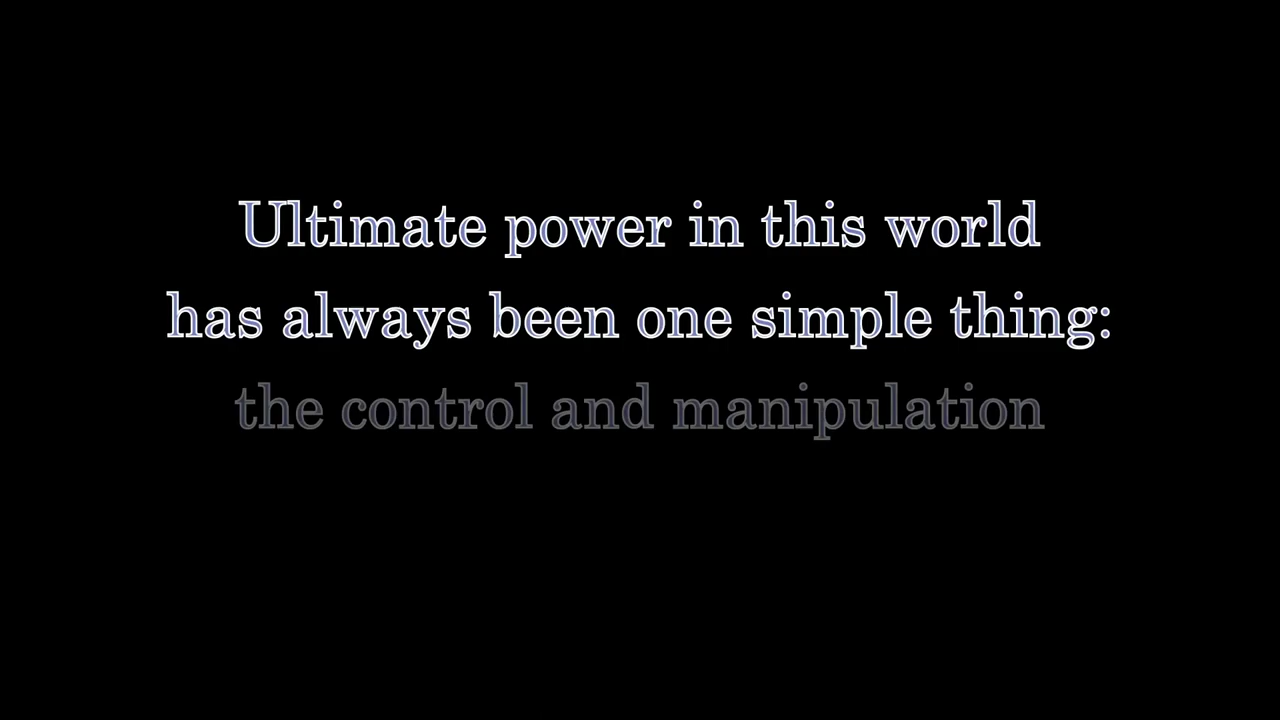 Ultimate power in this world
has always been one simple thing:
the control and manipulation